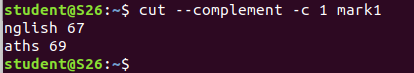 student@S26:~$ cut --complement -c 1 mark1
nglish 67
aths 69
student@S26:~$